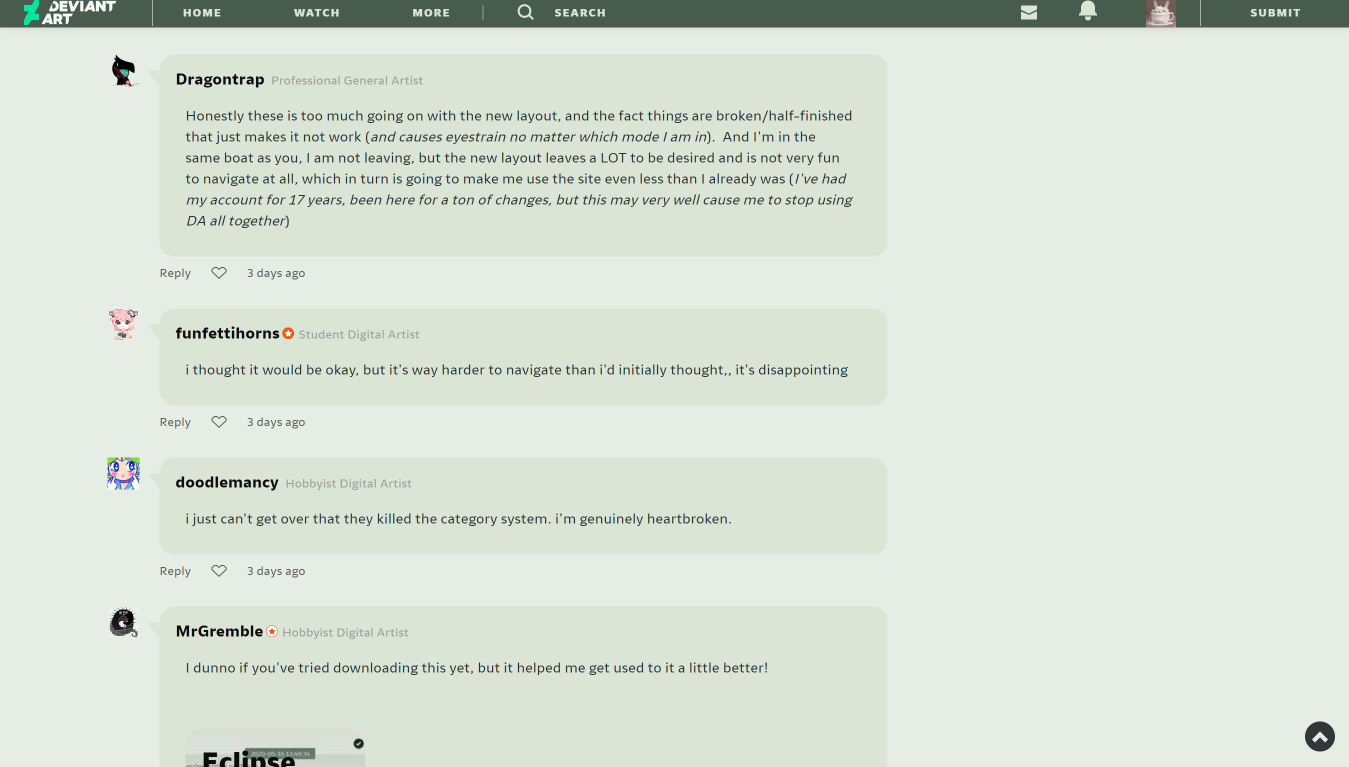 DEVIANT
ART
HOME
WATCH
MORE
SEARCH
SUBMIT
Dragontrap Professional General Artist
Honestly these is too much going on with the new layout, and the fact things are broken/half-finished
that just makes it not work (and causes eyestrain no matter which mode I am in).  And I'm in the
same boat as you, I am not leaving, but the new layout leaves a LOT to be desired and is not very fun
to navigate at all, which in turn is going to make me use the site even less than I already was (I've had
my account for 17 years, been here for a ton of changes, but this may very well cause me to stop using
DA all together)
Reply 3 days ago
funfettihorns Student Digital Artist
i thought it would be okay, but it's way harder to navigate than i'd initially thought,, it's disappointing
Reply 3 days ago
doodlemancy Hobbyist Digital Artist
i just can't get over that they killed the category system. i'm genuinely heartbroken.
Reply 3 days ago
MrGremble Hobbyist Digital Artist
I dunno if you've tried downloading this yet, but it helped me get used to it a little better!
2020-05-16 13:48:34
Eclipse